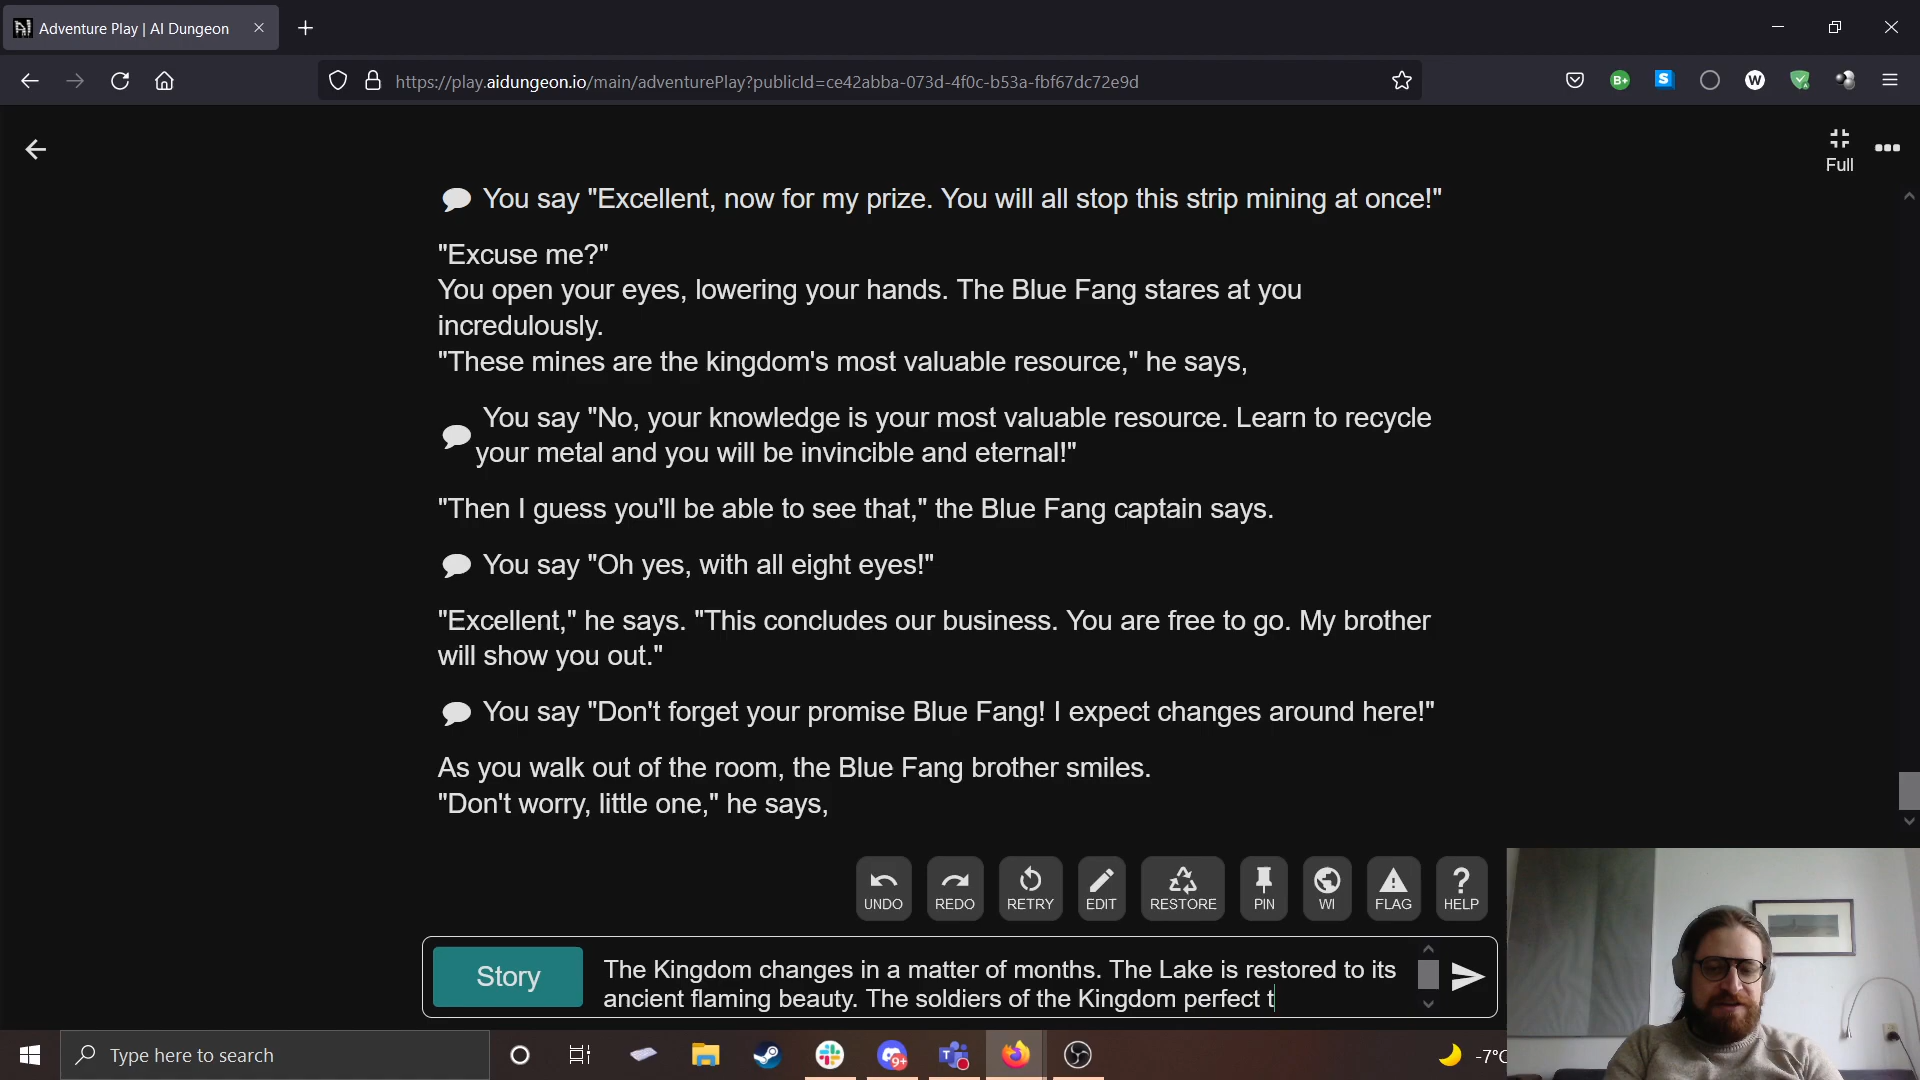 Adventure Play | AI Dungeon
https://play.aidungeon.io/main/adventurePlay?publicId=ce42abba-073d-4f0c-b53a-fbf67dc72e9d
Full
You say "Excellent, now for my prize. You will all stop this strip mining at once!"
"Excuse me?"
You open your eyes, lowering your hands. The Blue Fang stares at you
incredulously.
"These mines are the kingdom's most valuable resource," he says,
You say "No, your knowledge is your most valuable resource. Learn to recycle
your metal and you will be invincible and eternal!"
"Then I guess you'll be able to see that," the Blue Fang captain says.
You say "Oh yes, with all eight eyes!"
"Excellent," he says. "This concludes our business. You are free to go. My brother
will show you out."
You say "Don't forget your promise Blue Fang! I expect changes around here!"
As you walk out of the room, the Blue Fang brother smiles.
"Don't worry, little one," he says,
UNDO REDO RETRY EDIT RESTORE PIN WI FLAG HELP
Story
The Kingdom changes in a matter of months. The Lake is restored to its
ancient flaming beauty. The soldiers of the Kingdom perfect t
Type here to search
9+
-7°C